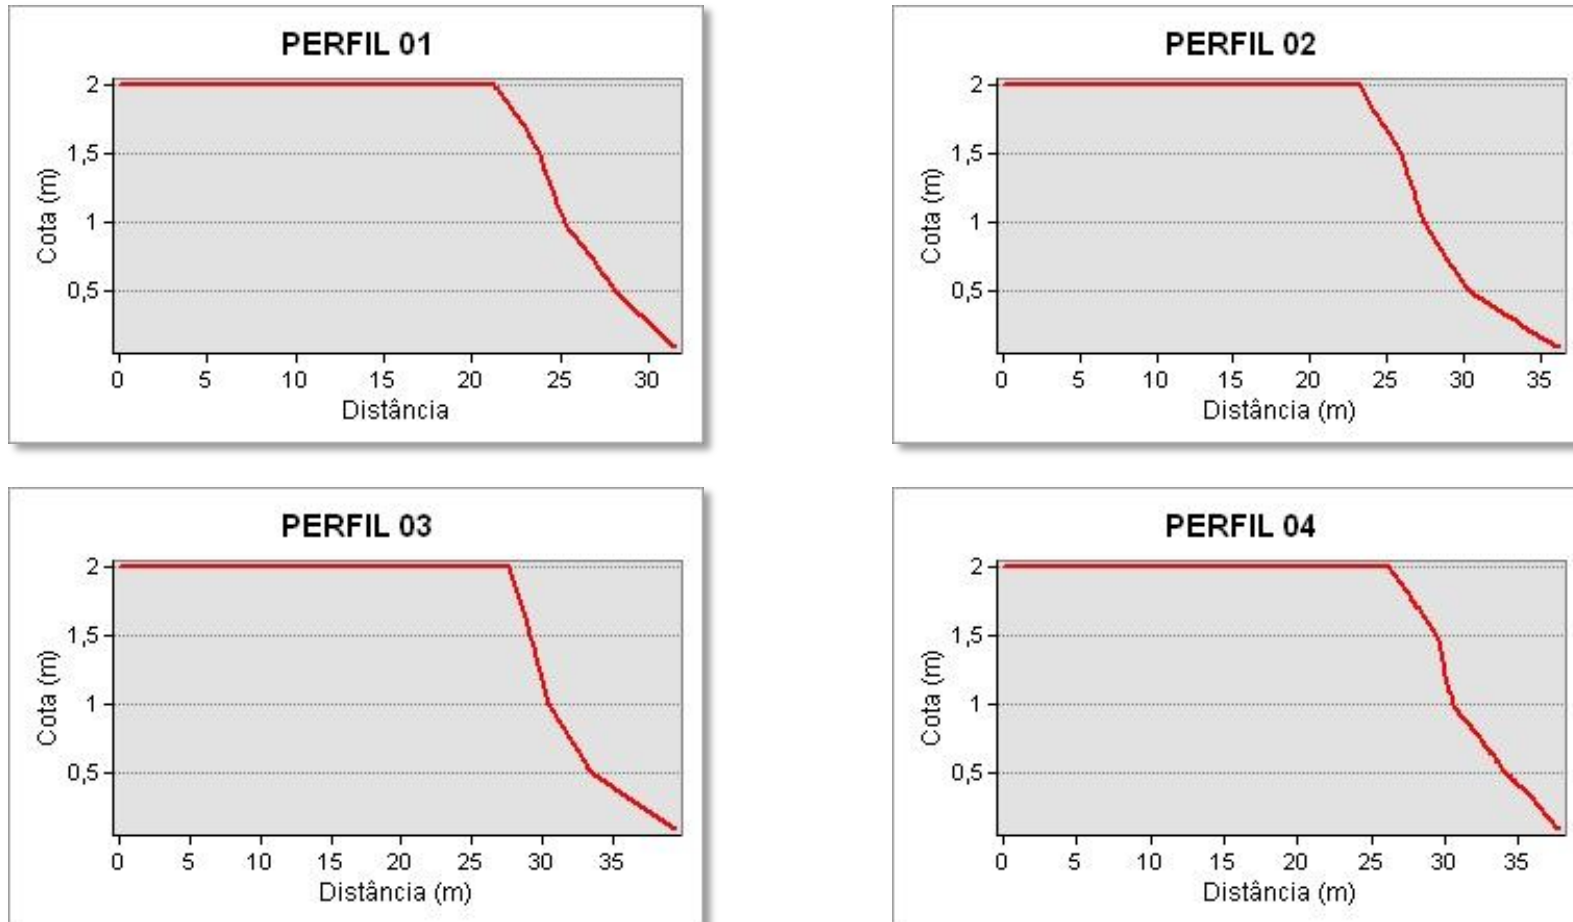 PERFIL 01
2
1,5
1
0,5
Cota (m)
0 5 10 15 20 25 30
Distância
PERFIL 02
2
1,5
1
0,5
Cota (m)
0 5 10 15 20 25 30 35
Distância (m)
PERFIL 03
2
1,5
1
0,5
Cota (m)
0 5 10 15 20 25 30 35
Distância (m)
PERFIL 04
2
1,5
1
0,5
Cota (m)
0 5 10 15 20 25 30 35
Distância (m)